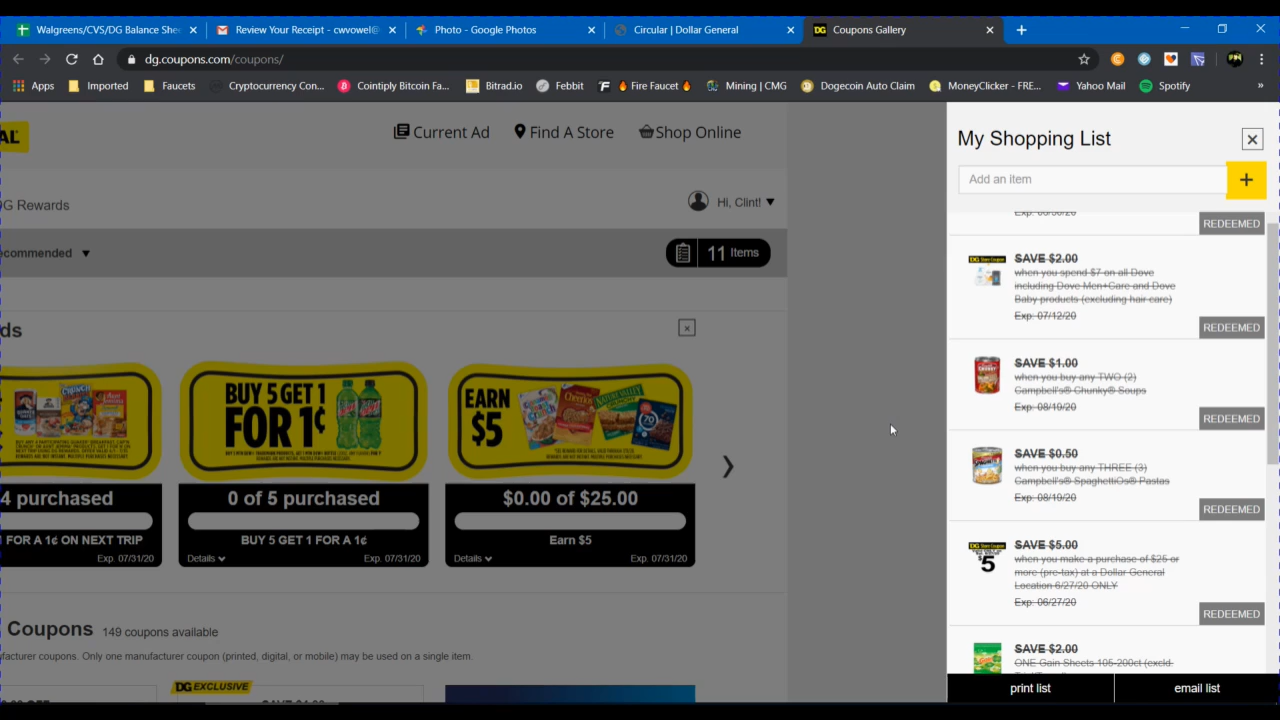 Walgreens/CVS/DG Balance She
Review Your Receipt - cwvowel@
Photo - Google Photos
Circular | Dollar General
DG
Coupons Gallery
dg.coupons.com/coupons/
Apps
Imported
Faucets
Cryptocurrency Con...
Cointiply Bitcoin Fa...
Bitrad.io
Febbit
Fire Faucet
Mining | CMG
Dogecoin Auto Claim
MoneyClicker - FRE...
Yahoo Mail
Spotify
»
AL
Current Ad
Find A Store
Shop Online
G Rewards
Hi, Clint!
commended
11 Items
ds
BUY 5 GET 1
FOR 1¢
EARN
$5
4 purchased
0 of 5 purchased
$0.00 of $25.00
FOR A 1¢ ON NEXT TRIP
BUY 5 GET 1 FOR A 1¢
Earn $5
Exp. 07/31/20
Details
Exp. 07/31/20
Details
Exp. 07/31/20
Coupons 149 coupons available
facturer coupons. Only one manufacturer coupon (printed, digital, or mobile) may be used on a single item.
DG EXCLUSIVE
My Shopping List
Add an item
+
REDEEMED
SAVE $2.00
when you spend $7 on all Dove
including Dove Men+Care and Dove
Baby products (excluding hair care)
Exp: 07/12/20
REDEEMED
SAVE $1.00
when you buy any TWO (2)
Campbell's® Chunky® Soups
Exp: 08/19/20
REDEEMED
SAVE $0.50
when you buy any THREE (3)
Campbell's® SpaghettiOs® Pastas
Exp: 08/19/20
REDEEMED
$5
SAVE $5.00
when you make a purchase of $25 or
more (pre-tax) at a Dollar General
Location 6/27/20 ONLY
Exp: 06/27/20
REDEEMED
SAVE $2.00
ONE Gain Sheets 105-200ct (excld.
print list
email list